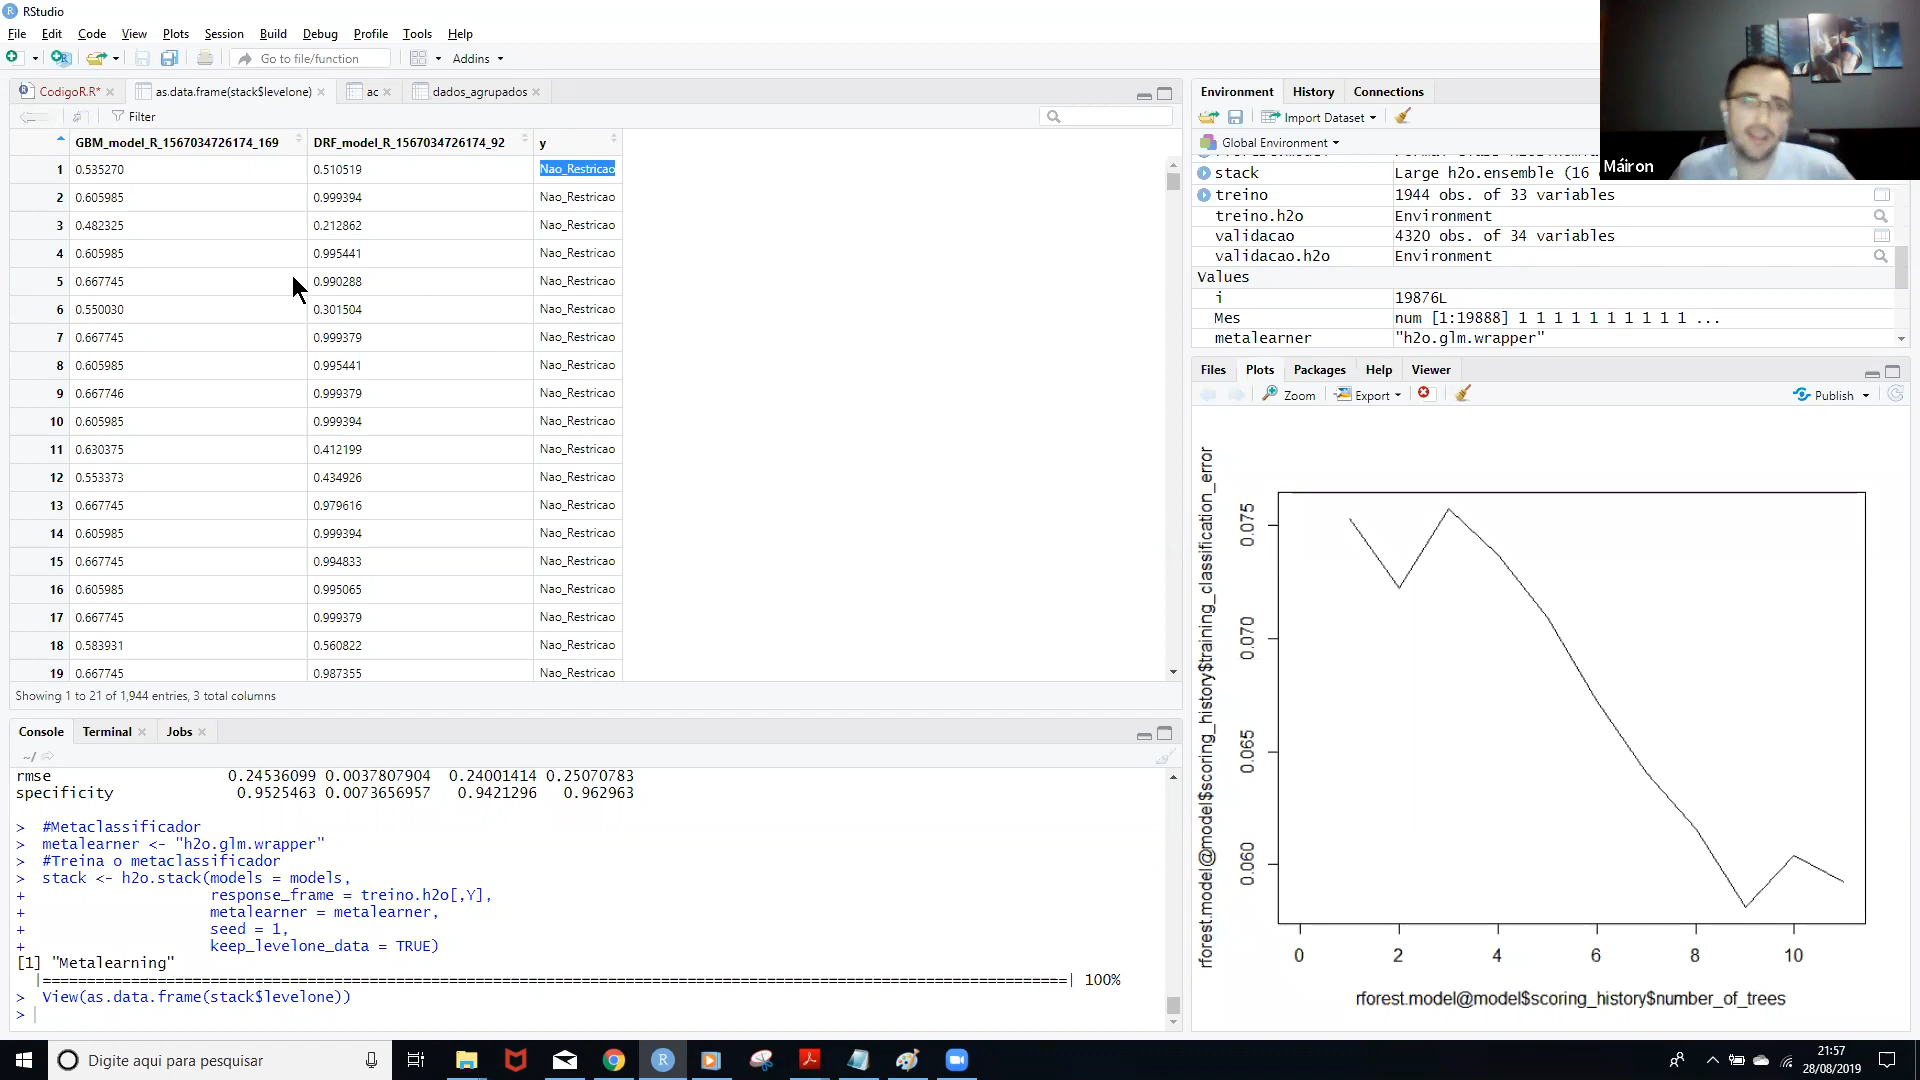 RStudio
File Edit Code View Plots Session Build Debug Profile Tools Help
Go to file/function Addins
CodigoR.R* as.data.frame(stack$levelone) ac dados_agrupados
Filter
GBM_model_R_1567034726174_169 DRF_model_R_1567034726174_92 y
1 0.535270 0.510519 Nao_Restricao
2 0.605985 0.999394 Nao_Restricao
3 0.482325 0.212862 Nao_Restricao
4 0.605985 0.995441 Nao_Restricao
5 0.667745 0.990288 Nao_Restricao
6 0.550030 0.301504 Nao_Restricao
7 0.667745 0.999379 Nao_Restricao
8 0.605985 0.995441 Nao_Restricao
9 0.667746 0.999379 Nao_Restricao
10 0.605985 0.999394 Nao_Restricao
11 0.630375 0.412199 Nao_Restricao
12 0.553373 0.434926 Nao_Restricao
13 0.667745 0.979616 Nao_Restricao
14 0.605985 0.999394 Nao_Restricao
15 0.667745 0.994833 Nao_Restricao
16 0.605985 0.995065 Nao_Restricao
17 0.667745 0.999379 Nao_Restricao
18 0.583931 0.560822 Nao_Restricao
19 0.667745 0.987355 Nao_Restricao
Showing 1 to 21 of 1,944 entries, 3 total columns
Console Terminal Jobs
~/
rmse 0.24536099 0.0037807904 0.24001414 0.25070783
specificity 0.9525463 0.0073656957 0.9421296 0.962963
> #Metaclassificador
> metalearner <- "h2o.glm.wrapper"
> #Treina o metaclassificador
> stack <- h2o.stack(models = models,
+ response_frame = treino.h2o[,Y],
+ metalearner = metalearner,
+ seed = 1,
+ keep_levelone_data = TRUE)
[1] "Metalearning"
|======================================================================| 100%
> View(as.data.frame(stack$levelone))
>
Environment History Connections
Import Dataset
Global Environment
stack Large h2o.ensemble (16
treino 1944 obs. of 33 variables
treino.h2o Environment
validacao 4320 obs. of 34 variables
validacao.h2o Environment
Values
i 19876L
Mes num [1:19888] 1 1 1 1 1 1 1 1 1 1 ...
metalearner "h2o.glm.wrapper"
Máiron
Files Plots Packages Help Viewer
Zoom Export Publish
rforest.model@model$scoring_history$training_classification_error
0.075
0.070
0.065
0.060
0 2 4 6 8 10
rforest.model@model$scoring_history$number_of_trees
Digite aqui para pesquisar
21:57
28/08/2019